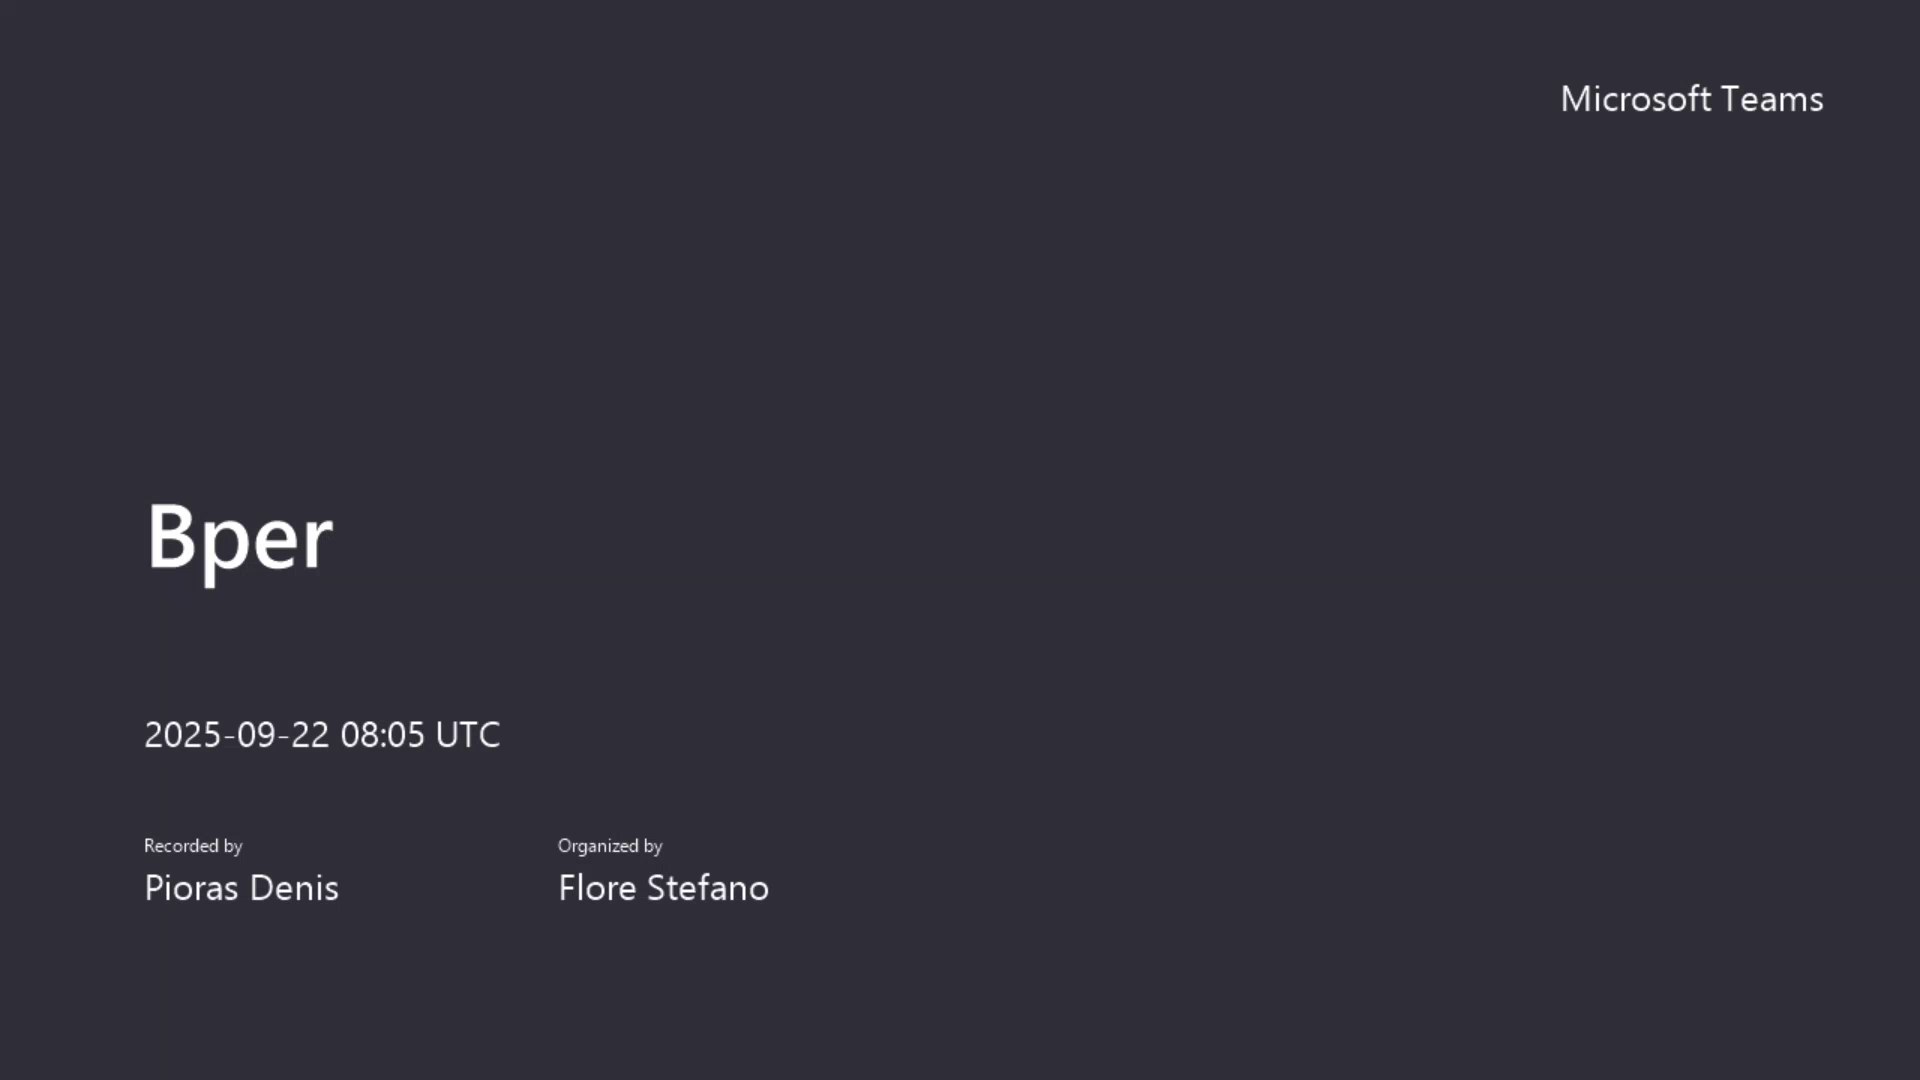 Microsoft Teams
Bper
2025-09-22 08:05 UTC
Recorded by
Pioras Denis
Organized by
Flore Stefano